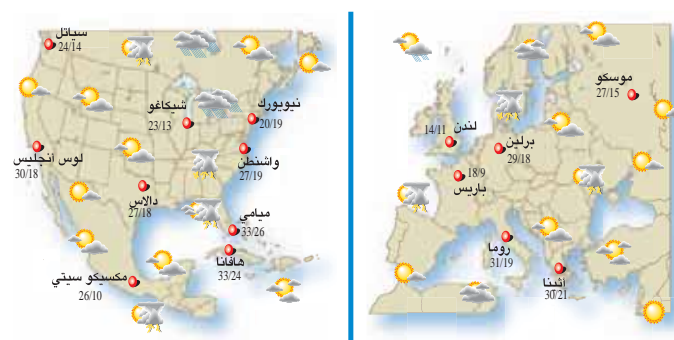 سياتل
24/14
شيكاغو
23/13
نيويورك
20/19
لوس أنجليس
30/18
واشنطن
27/19
دالاس
27/18
ميامي
33/26
هافانا
33/24
مكسيكو سيتي
26/10
موسكو
27/15
لندن
14/11
درلين
29/18
18/9
باريس
روما
31/19
اثينا
30/21